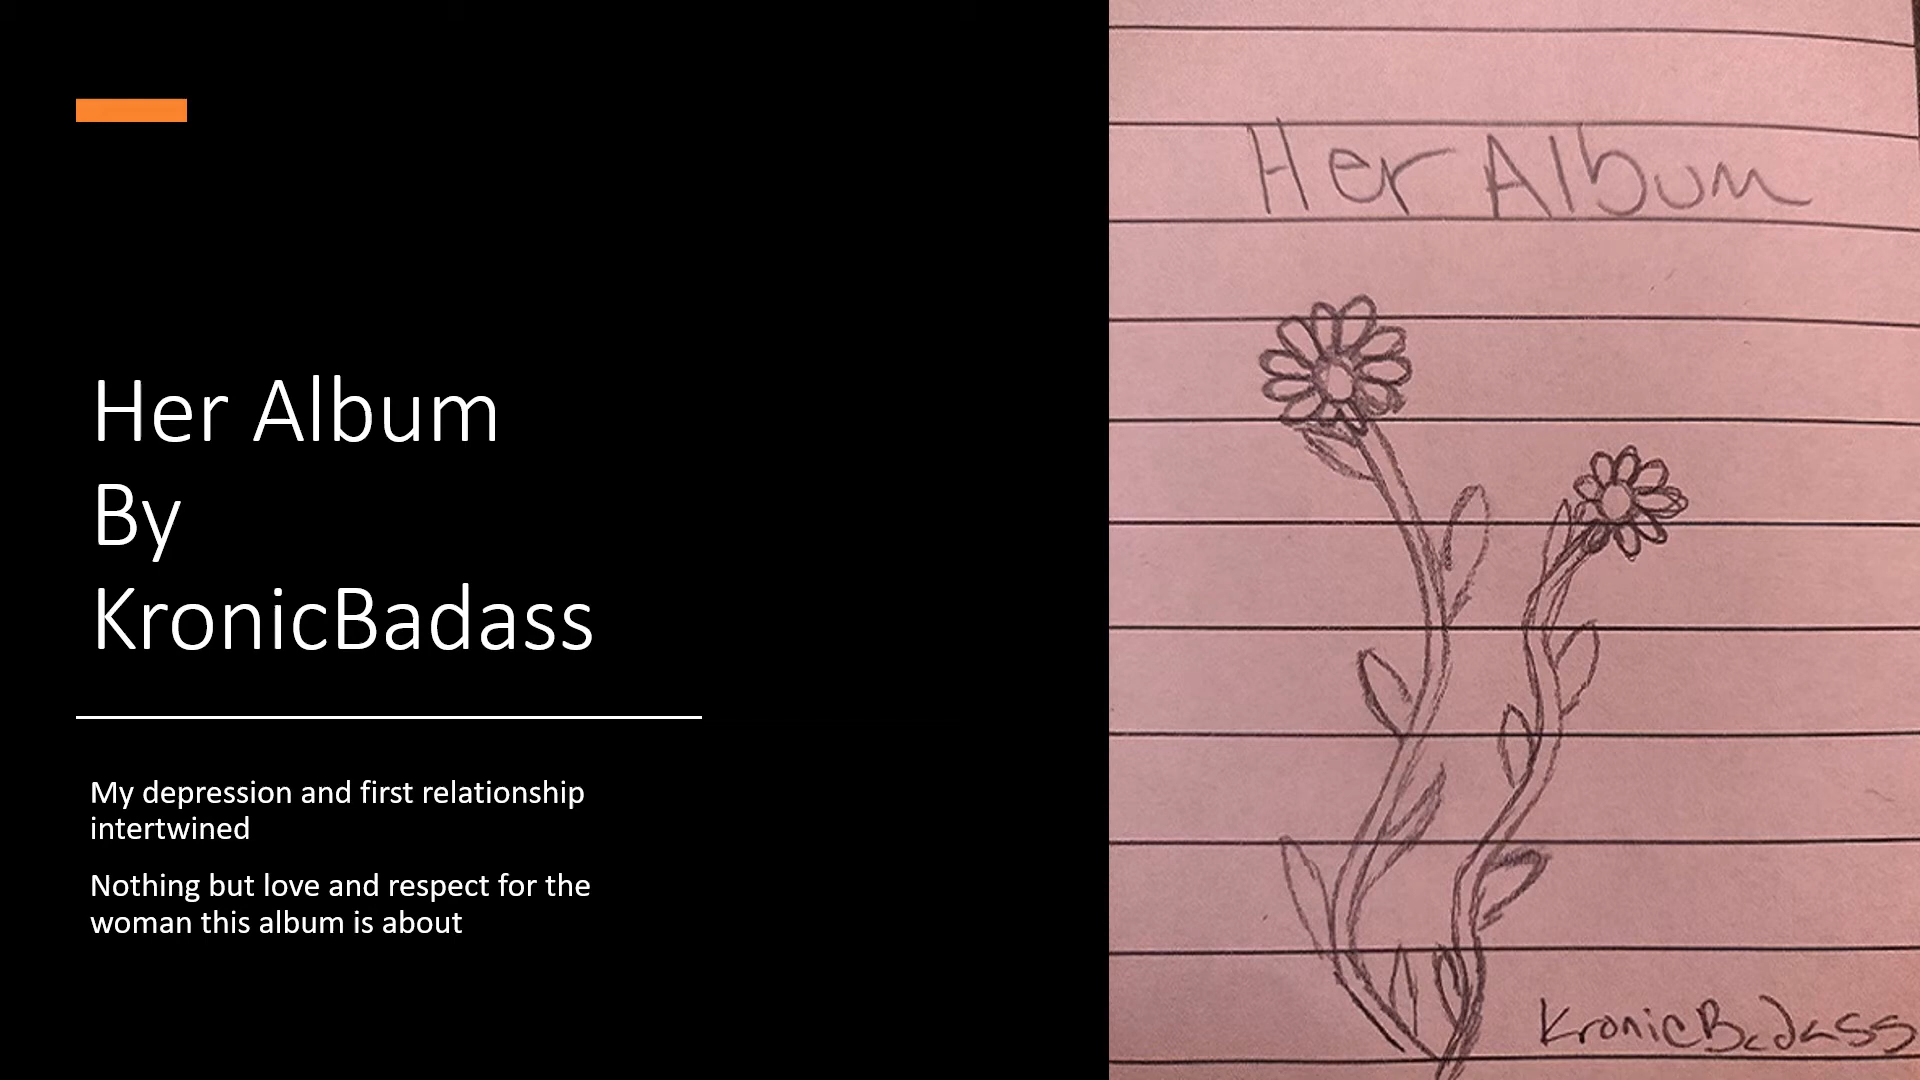 Her Album
By
KronicBadass
My depression and first relationship
intertwined
Nothing but love and respect for the
woman this album is about
Her Album
KronicBadass